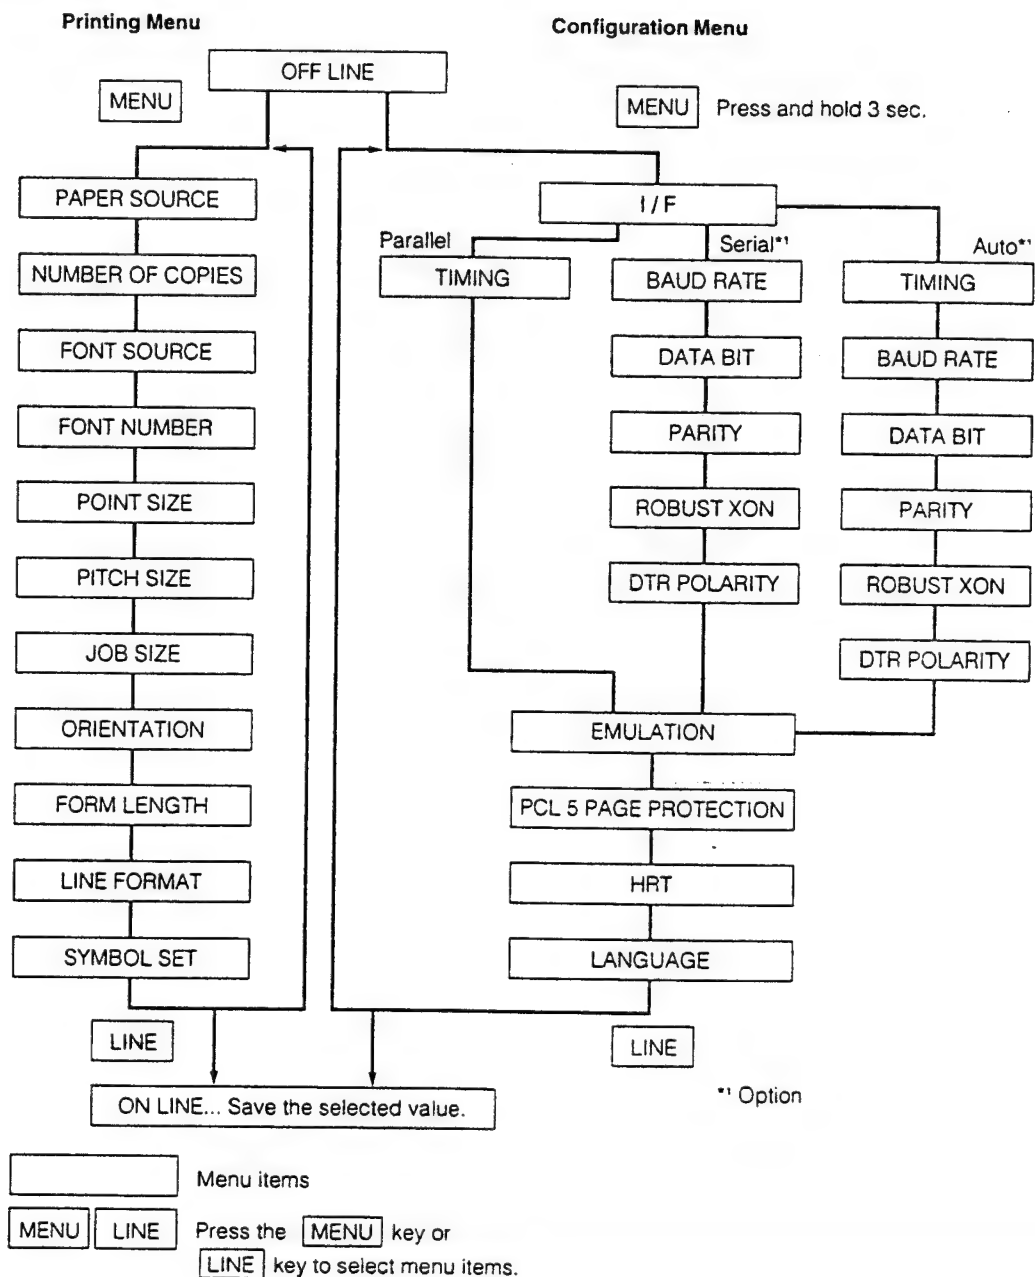 Printing Menu
Configuration Menu
OFF LINE
MENU
MENU Press and hold 3 sec.
PAPER SOURCE
NUMBER OF COPIES
FONT SOURCE
FONT NUMBER
POINT SIZE
PITCH SIZE
JOB SIZE
ORIENTATION
FORM LENGTH
LINE FORMAT
SYMBOL SET
LINE
I / F
Parallel
TIMING
Serial*1
BAUD RATE
DATA BIT
PARITY
ROBUST XON
DTR POLARITY
Auto*1
TIMING
BAUD RATE
DATA BIT
PARITY
ROBUST XON
DTR POLARITY
EMULATION
PCL 5 PAGE PROTECTION
HRT
LANGUAGE
LINE
*1 Option
ON LINE... Save the selected value.
Menu items
MENU LINE Press the MENU key or
LINE key to select menu items.